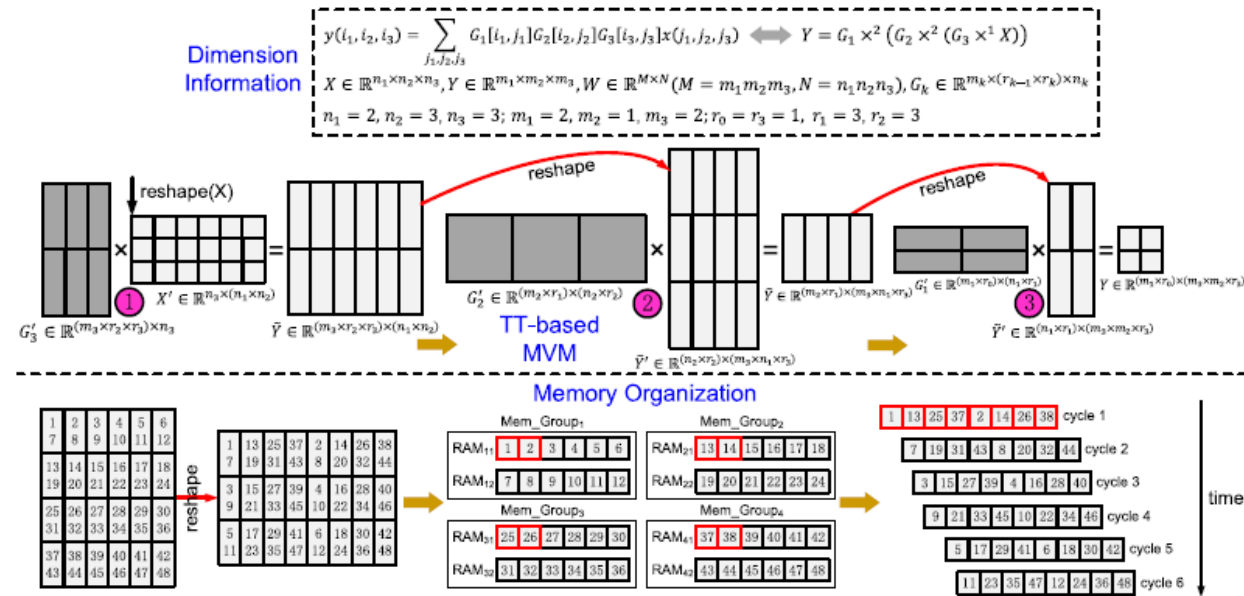 Dimension Information
y(i₁, i₂, i₃) = ∑_{j₁,j₂,j₃} G₁[i₁, j₁]G₂[i₂, j₂]G₃[i₃, j₃]x(j₁, j₂, j₃) ⟺ Y = G₁ ×² (G₂ ×² (G₃ ×¹ X))
X ∈ ℝ^{n₁×n₂×n₃}, Y ∈ ℝ^{m₁×m₂×m₃}, W ∈ ℝ^{M×N}(M = m₁m₂m₃, N = n₁n₂n₃), G_k ∈ ℝ^{m_k×(r_{k−1}×r_k)×n_k}
n₁ = 2, n₂ = 3, n₃ = 3; m₁ = 2, m₂ = 1, m₃ = 2; r₀ = r₃ = 1, r₁ = 3, r₂ = 3
reshape(X)
reshape
reshape
× = × = × =
1
2
3
G′₃ ∈ ℝ^{(m₃×r₂×r₃)×n₃}
X′ ∈ ℝ^{n₃×(n₁×n₂)}
Ȳ ∈ ℝ^{(m₃×r₂×r₃)×(n₁×n₂)}
G′₂ ∈ ℝ^{(m₂×r₁)×(n₂×r₂)}
Ȳ′ ∈ ℝ^{(n₂×r₂)×(m₃×n₁×r₃)}
Ȳ ∈ ℝ^{(m₂×r₁)×(m₃×n₁×r₃)}
G′₁ ∈ ℝ^{(m₁×r₀)×(n₁×r₁)}
Ȳ′ ∈ ℝ^{(n₁×r₁)×(m₃×m₂×r₃)}
Y ∈ ℝ^{(m₁×r₀)×(m₃×m₂×r₃)}
TT-based
MVM
Memory Organization
1 2 3 4 5 6
7 8 9 10 11 12
13 14 15 16 17 18
19 20 21 22 23 24
25 26 27 28 29 30
31 32 33 34 35 36
37 38 39 40 41 42
43 44 45 46 47 48
reshape
1 13 25 37 2 14 26 38
7 19 31 43 8 20 32 44
3 15 27 39 4 16 28 40
9 21 33 45 10 22 34 46
5 17 29 41 6 18 30 42
11 23 35 47 12 24 36 48
Mem_Group₁
RAM₁₁ 1 2 3 4 5 6
RAM₁₂ 7 8 9 10 11 12
Mem_Group₂
RAM₂₁ 13 14 15 16 17 18
RAM₂₂ 19 20 21 22 23 24
Mem_Group₃
RAM₃₁ 25 26 27 28 29 30
RAM₃₂ 31 32 33 34 35 36
Mem_Group₄
RAM₄₁ 37 38 39 40 41 42
RAM₄₂ 43 44 45 46 47 48
1 13 25 37 2 14 26 38 cycle 1
7 19 31 43 8 20 32 44 cycle 2
3 15 27 39 4 16 28 40 cycle 3
9 21 33 45 10 22 34 46 cycle 4
5 17 29 41 6 18 30 42 cycle 5
11 23 35 47 12 24 36 48 cycle 6
time